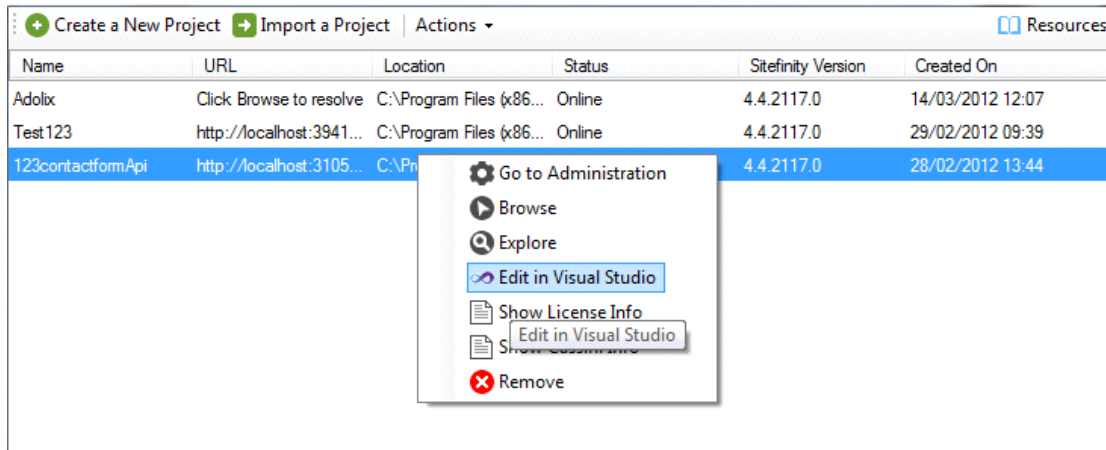 Create a New Project Import a Project Actions Resources
Name URL Location Status Sitefinity Version Created On
Adolix Click Browse to resolve C:\Program Files (x86... Online 4.4.2117.0 14/03/2012 12:07
Test123 http://localhost:3941... C:\Program Files (x86... Online 4.4.2117.0 29/02/2012 09:39
123contactformApi http://localhost:3105... C:\Pr 4.4.2117.0 28/02/2012 13:44
Go to Administration
Browse
Explore
Edit in Visual Studio
Show License Info
Edit in Visual Studio
Remove